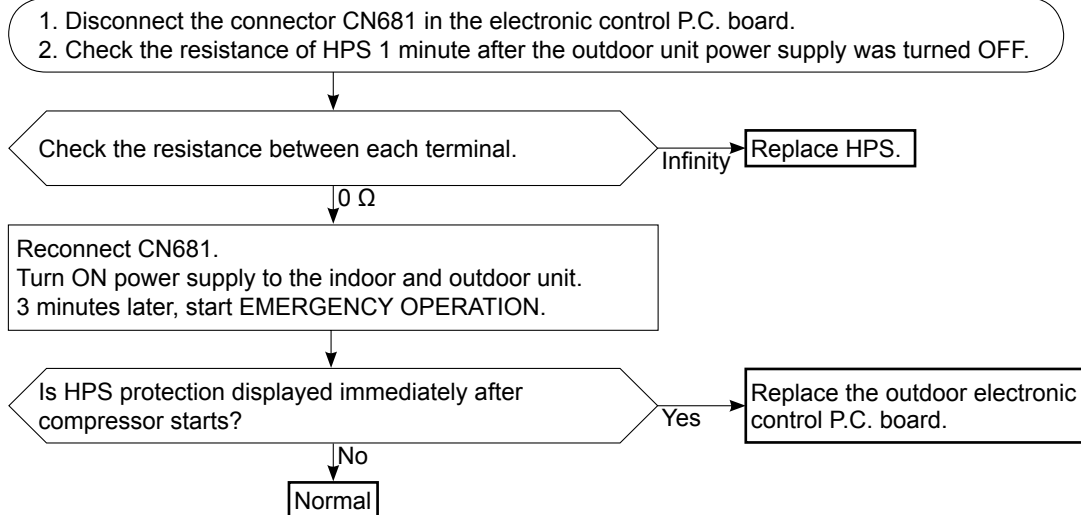 1. Disconnect the connector CN681 in the electronic control P.C. board.
2. Check the resistance of HPS 1 minute after the outdoor unit power supply was turned OFF.
Check the resistance between each terminal.
Infinity
Replace HPS.
0 Ω
Reconnect CN681.
Turn ON power supply to the indoor and outdoor unit.
3 minutes later, start EMERGENCY OPERATION.
Is HPS protection displayed immediately after
compressor starts?
Yes
Replace the outdoor electronic
control P.C. board.
No
Normal